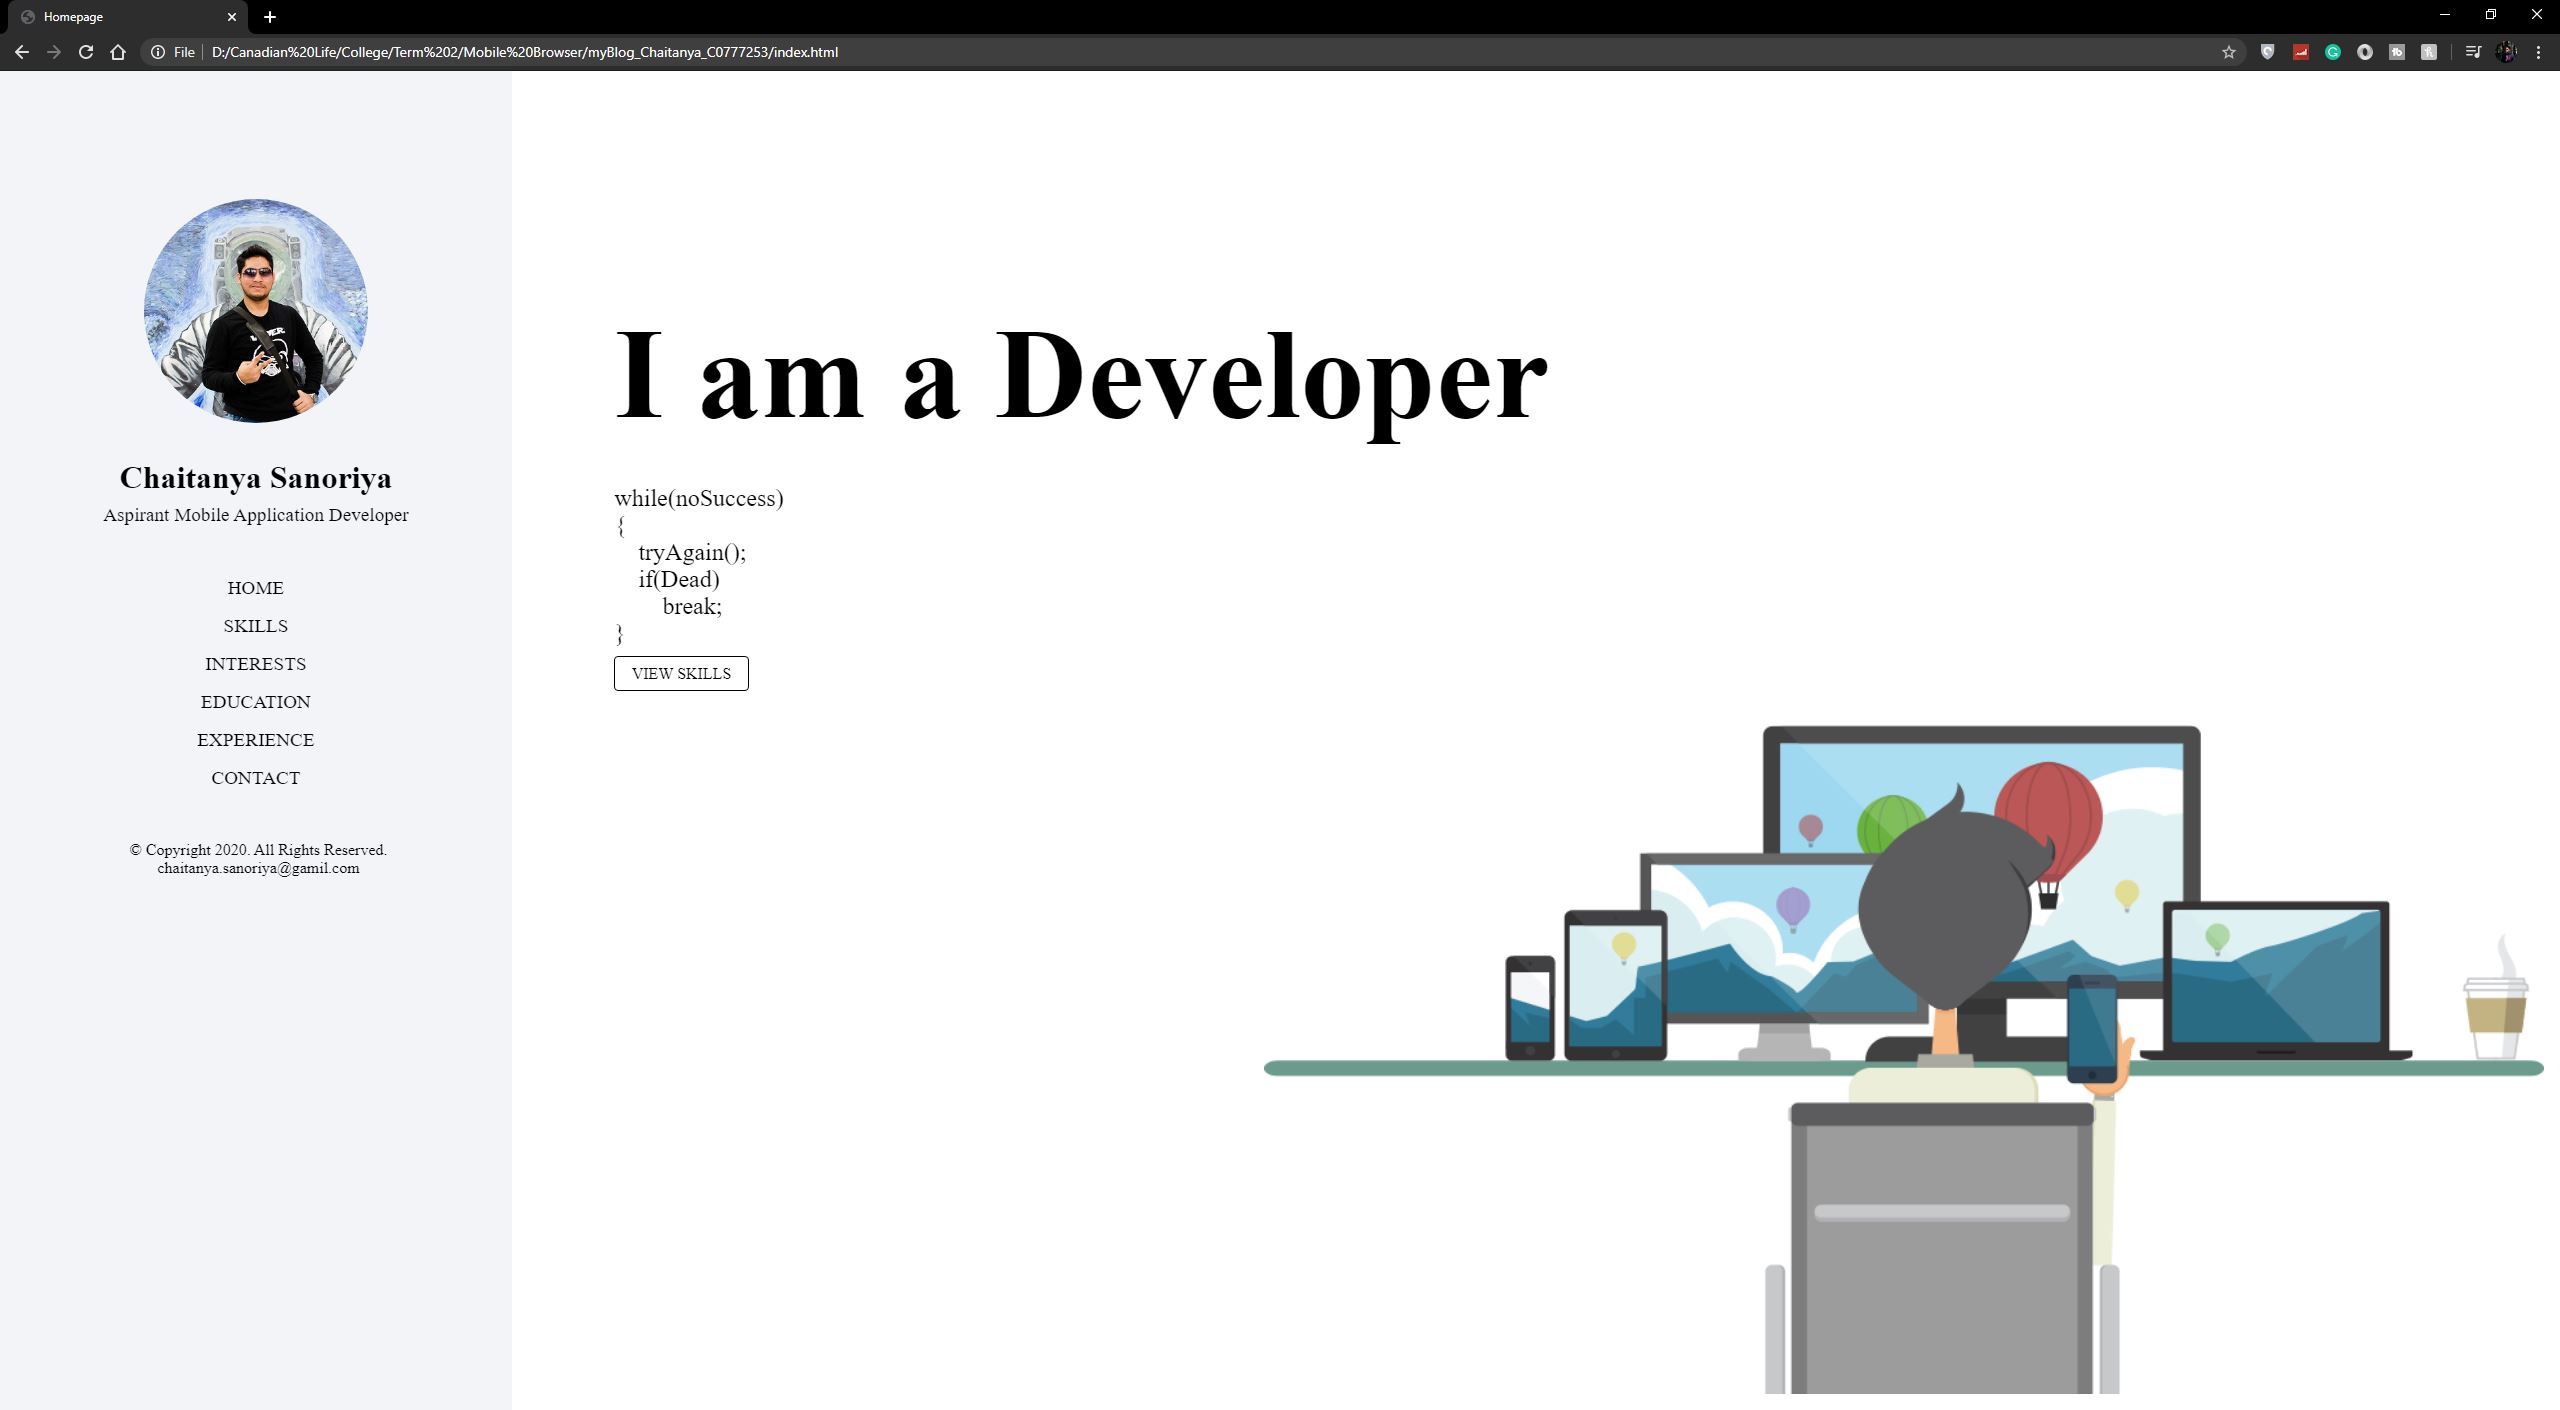 Homepage
File
D:/Canadian%20Life/College/Term%202/Mobile%20Browser/myBlog_Chaitanya_C0777253/index.html
Chaitanya Sanoriya
Aspirant Mobile Application Developer
HOME
SKILLS
INTERESTS
EDUCATION
EXPERIENCE
CONTACT
© Copyright 2020. All Rights Reserved.
chaitanya.sanoriya@gamil.com
I am a Developer
while(noSuccess)
{
tryAgain();
if(Dead)
break;
}
VIEW SKILLS